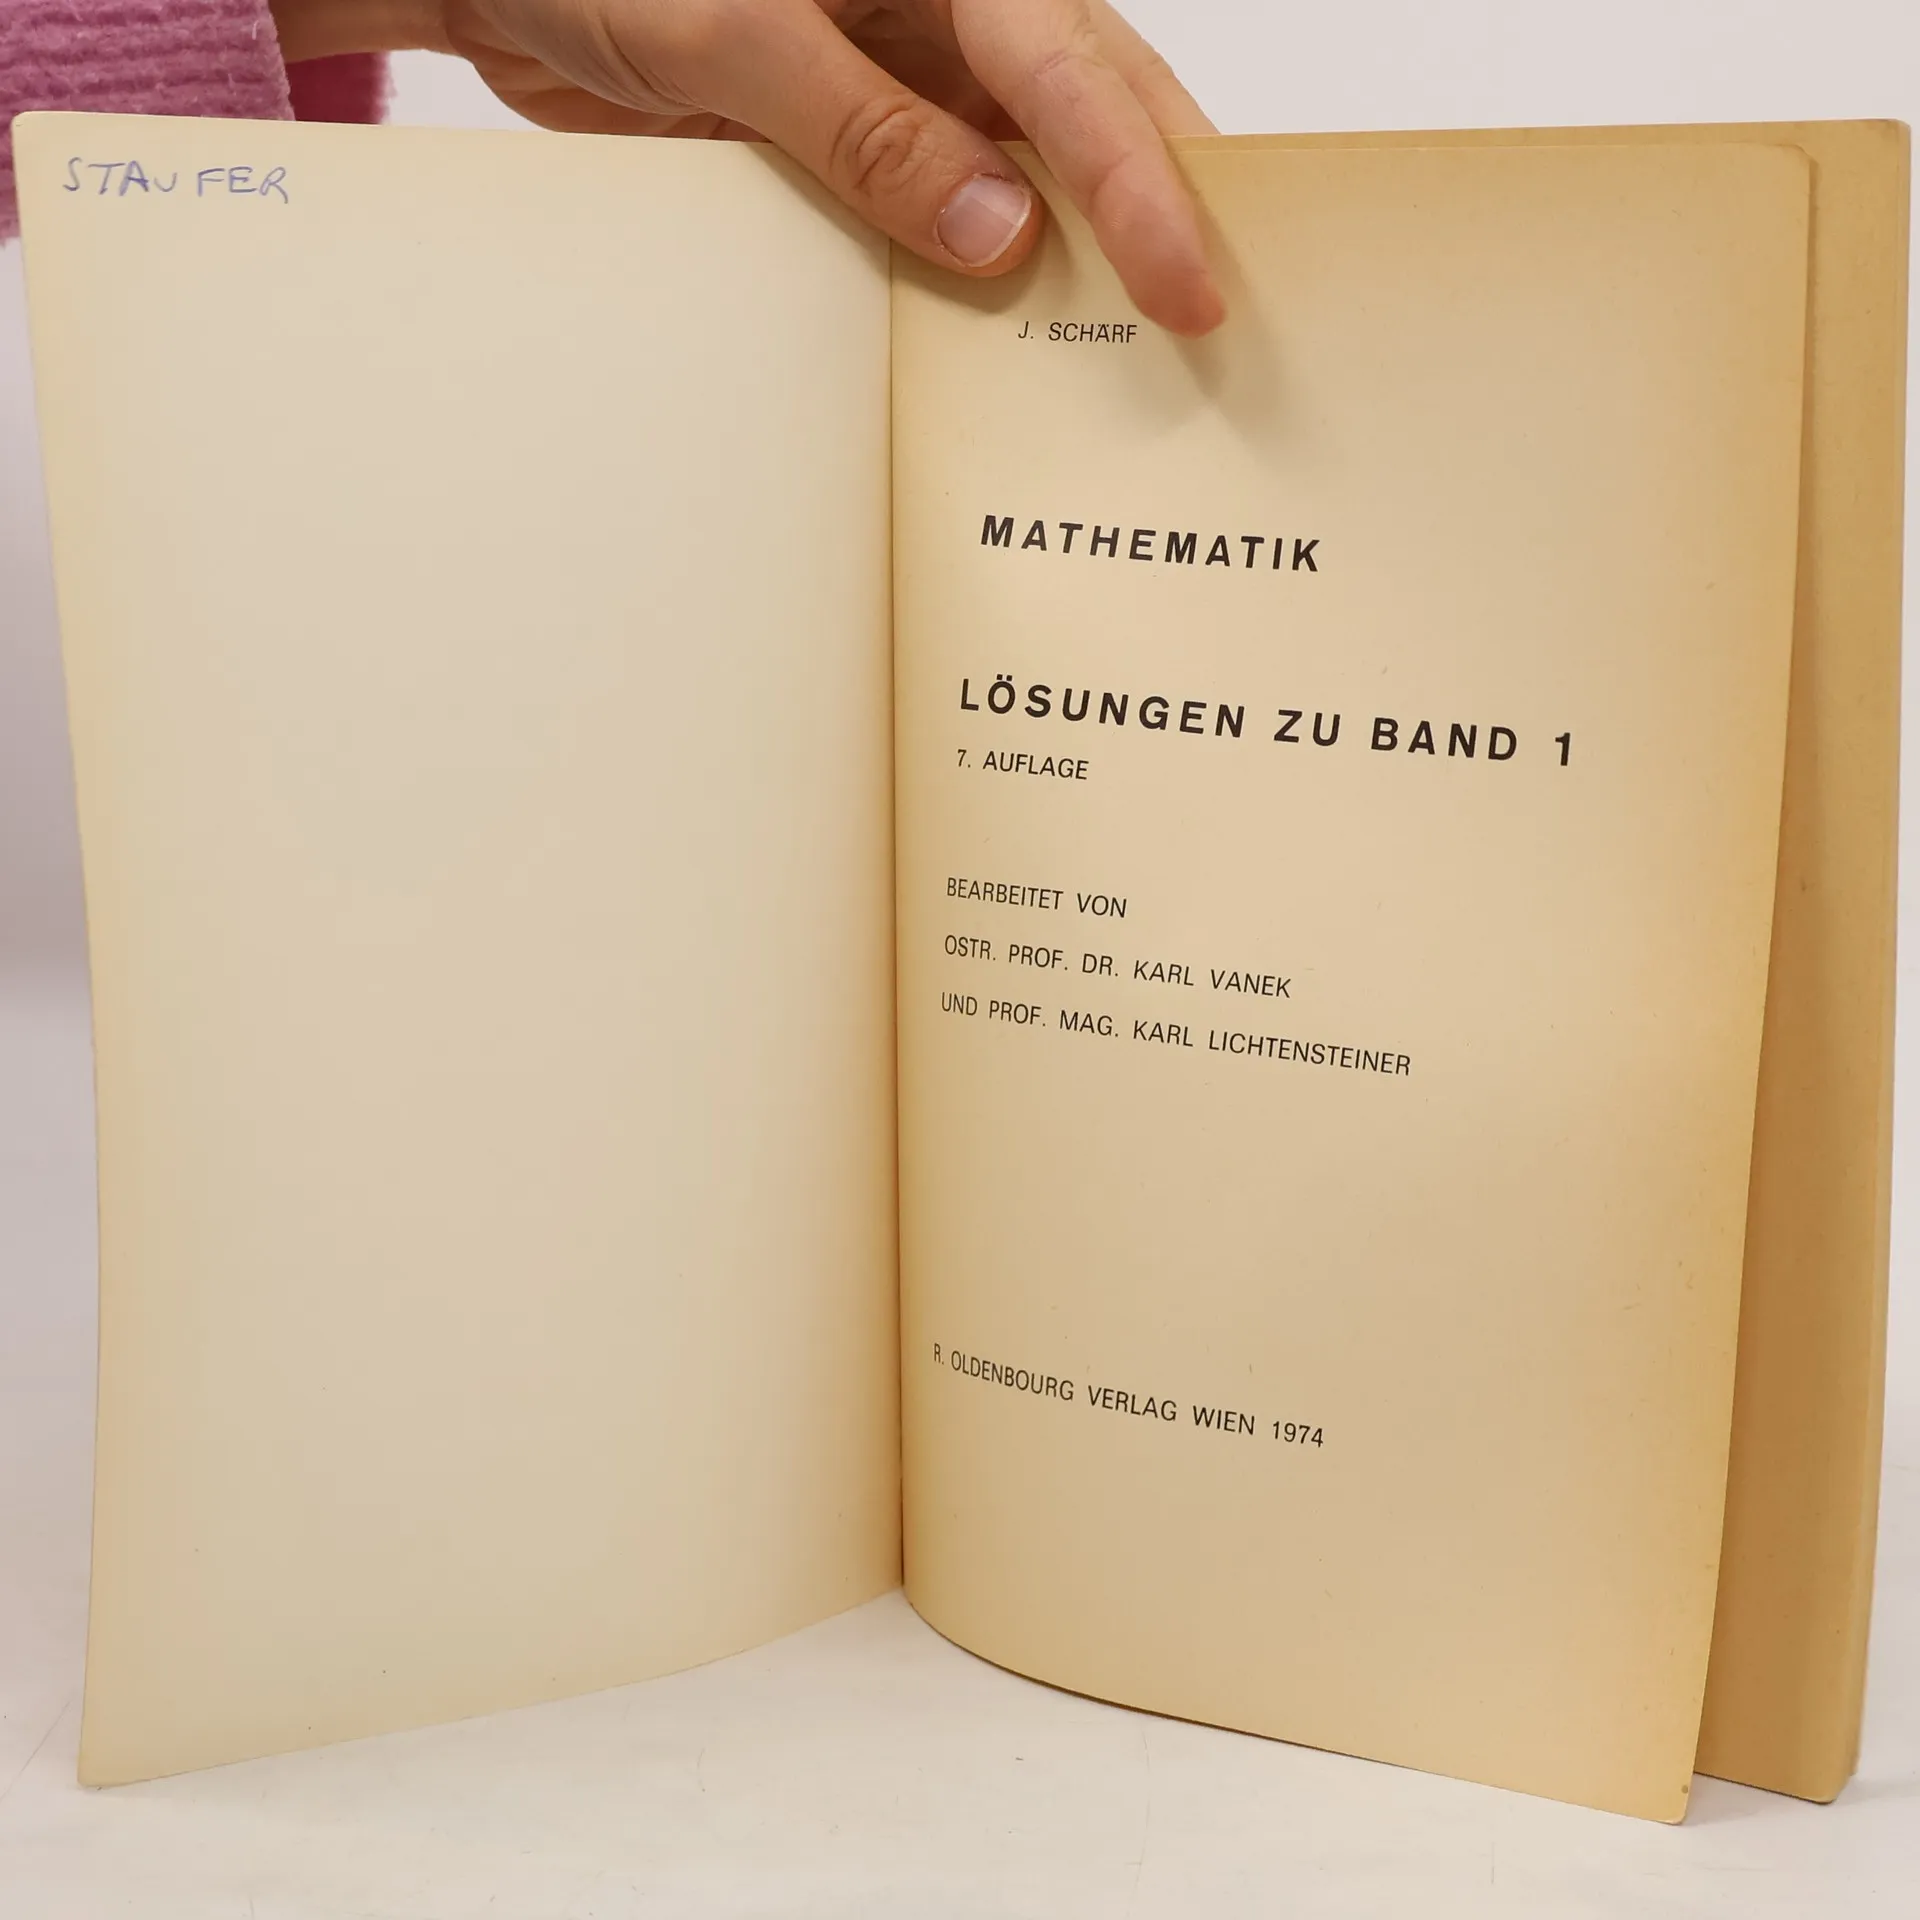 STAUFER
J. SCHÄRF
MATHEMATIK
LÖSUNGEN ZU BAND 1
7. AUFLAGE
BEARBEITET VON
OSTR. PROF. DR. KARL VANEK
UND PROF. MAG. KARL LICHTENSTEINER
R. OLDENBOURG VERLAG WIEN 1974